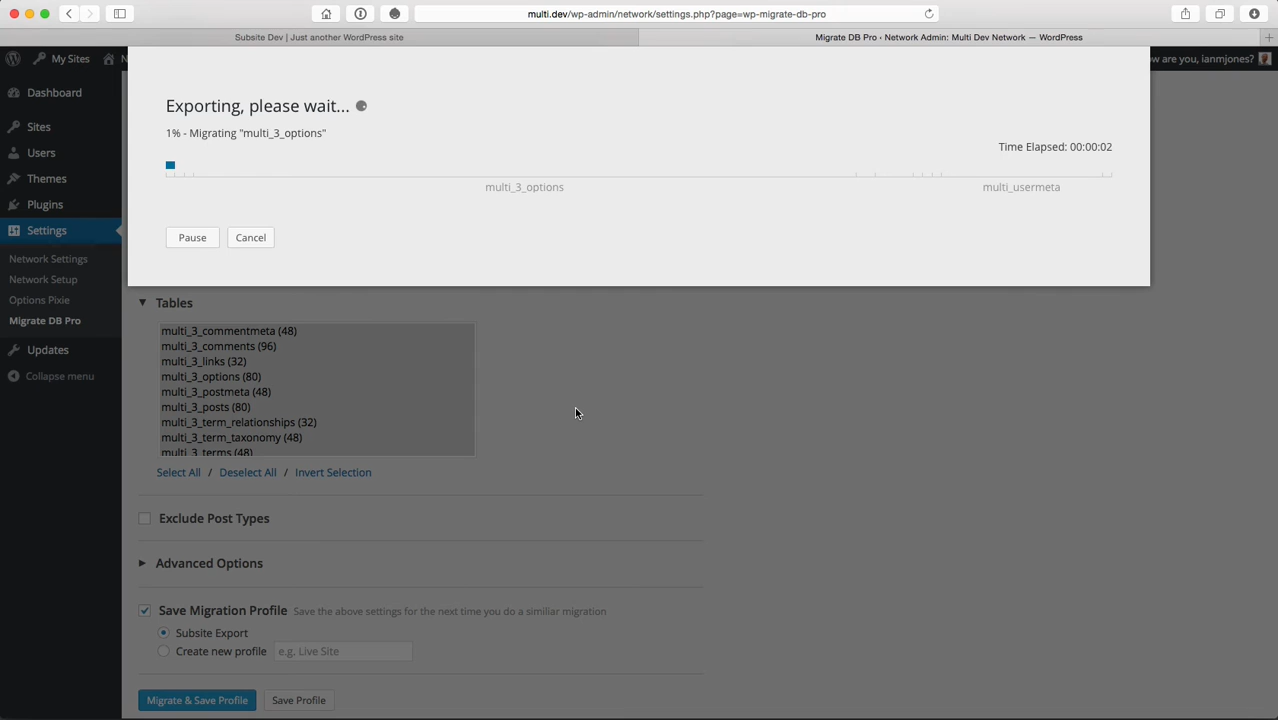 multi.dev/wp-admin/network/settings.php?page=wp-migrate-db-pro
Subsite Dev | Just another WordPress site
Migrate DB Pro ‹ Network Admin: Multi Dev Network — WordPress
My Sites
N
ow are you, ianmjones?
Dashboard
Sites
Users
Themes
Plugins
Settings
Network Settings
Network Setup
Options Pixie
Migrate DB Pro
Updates
Collapse menu
Exporting, please wait...
1% - Migrating "multi_3_options"
Time Elapsed: 00:00:02
multi_3_options
multi_usermeta
Pause
Cancel
Tables
multi_3_commentmeta (48)
multi_3_comments (96)
multi_3_links (32)
multi_3_options (80)
multi_3_postmeta (48)
multi_3_posts (80)
multi_3_term_relationships (32)
multi_3_term_taxonomy (48)
multi_3_terms (48)
Select All / Deselect All / Invert Selection
Exclude Post Types
Advanced Options
Save Migration Profile Save the above settings for the next time you do a similiar migration
Subsite Export
Create new profile e.g. Live Site
Migrate & Save Profile
Save Profile